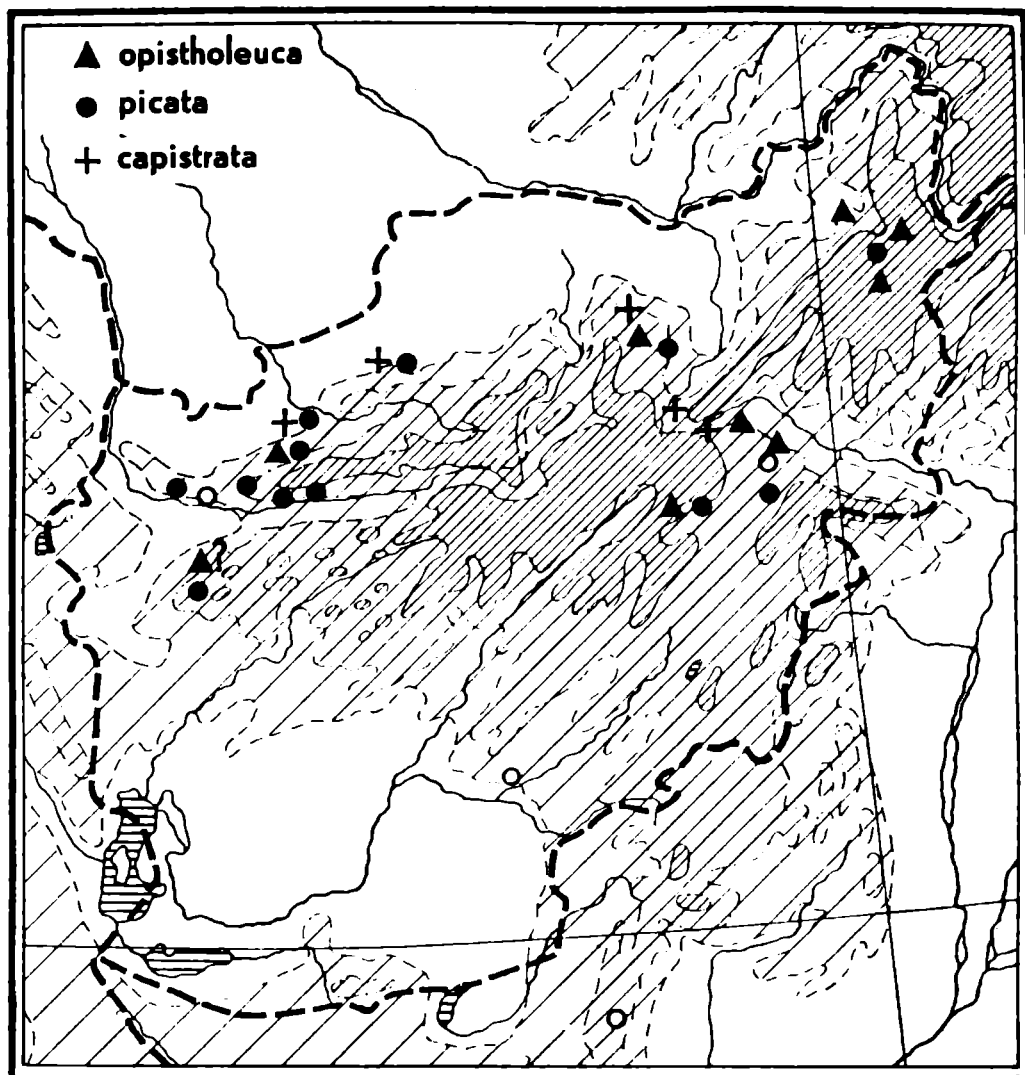 ▲ opistholeuca
● picata
+ capistrata
?